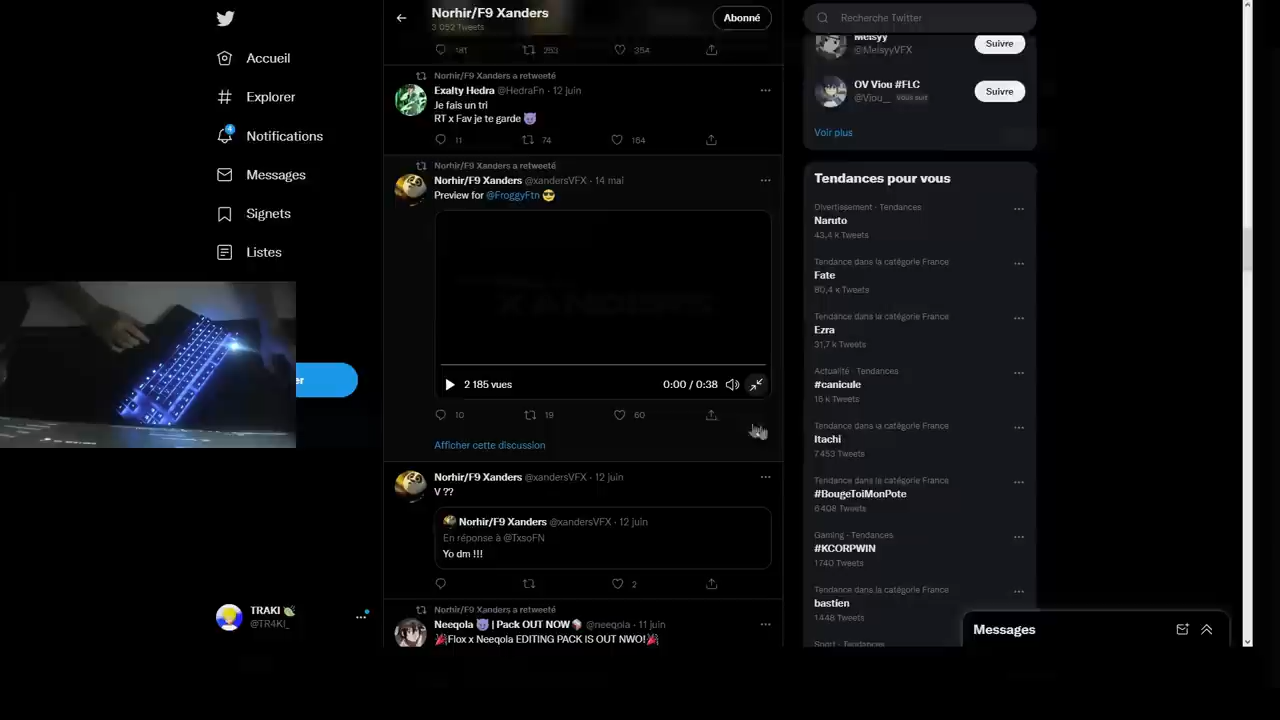 Accueil
Explorer
4
Notifications
Messages
Signets
Listes
er
TRAKI
@TR4KI_
Norhir/F9 Xanders
3 052 Tweets
Abonné
181 253 354
Norhir/F9 Xanders a retweeté
Exalty Hedra @HedraFn · 12 juin
Je fais un tri
RT x Fav je te garde 😈
11 74 164
Norhir/F9 Xanders a retweeté
Norhir/F9 Xanders @xandersVFX · 14 mai
Preview for @FroggyFtn 😎
XANDERS
2 185 vues 0:00 / 0:38
10 19 60
Afficher cette discussion
Norhir/F9 Xanders @xandersVFX · 12 juin
V ??
Norhir/F9 Xanders @xandersVFX · 12 juin
En réponse à @TxsoFN
Yo dm !!!
2
Norhir/F9 Xanders a retweeté
Neeqola 😈 | Pack OUT NOW @neeqola · 11 juin
🎉Flox x Neeqola EDITING PACK IS OUT NWO!🎉
Recherche Twitter
Meisyy
@MeisyyVFX
Suivre
OV Viou #FLC
@Viou__ Vous suit
Suivre
Voir plus
Tendances pour vous
Divertissement · Tendances
Naruto
43,4 k Tweets
Tendance dans la catégorie France
Fate
80,4 k Tweets
Tendance dans la catégorie France
Ezra
31,7 k Tweets
Actualité · Tendances
#canicule
16 k Tweets
Tendance dans la catégorie France
Itachi
7 453 Tweets
Tendance dans la catégorie France
#BougeToiMonPote
6 408 Tweets
Gaming · Tendances
#KCORPWIN
1 740 Tweets
Tendance dans la catégorie France
bastien
1 448 Tweets
Sport · Tendances
Messages